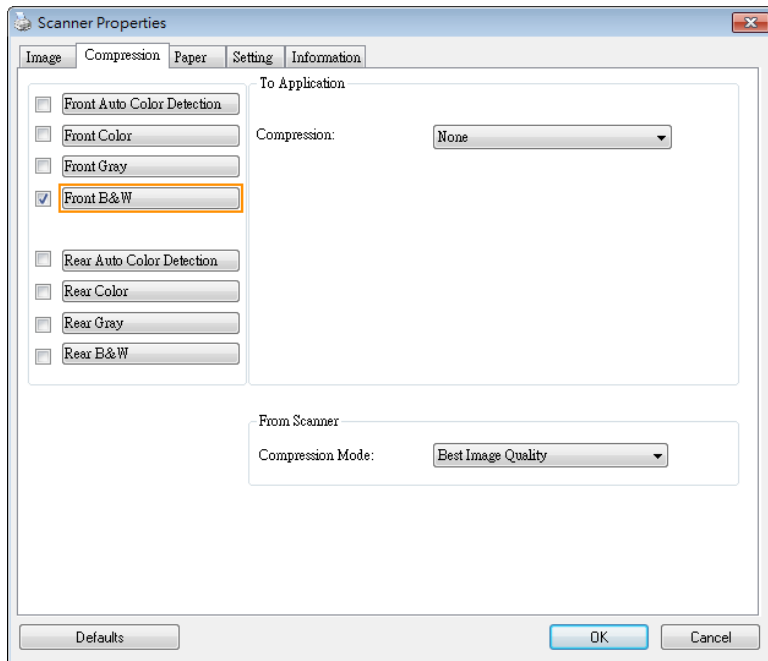 Scanner Properties
Image Compression Paper Setting Information
Front Auto Color Detection
Front Color
Front Gray
Front B&W
Rear Auto Color Detection
Rear Color
Rear Gray
Rear B&W
To Application
Compression: None
From Scanner
Compression Mode: Best Image Quality
Defaults OK Cancel